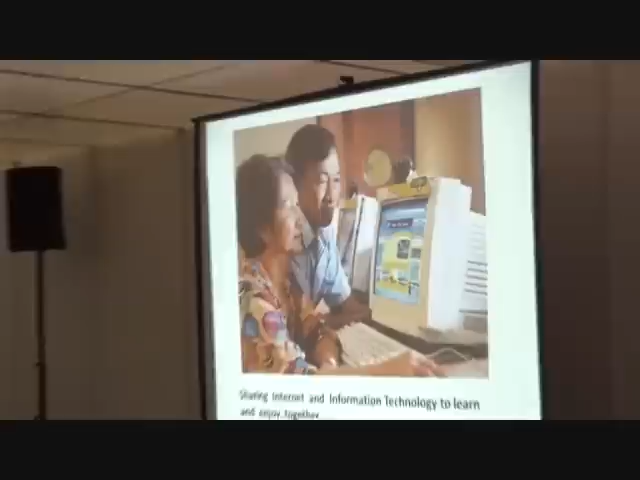 Sharing Internet and Information Technology to learn
and enjoy together